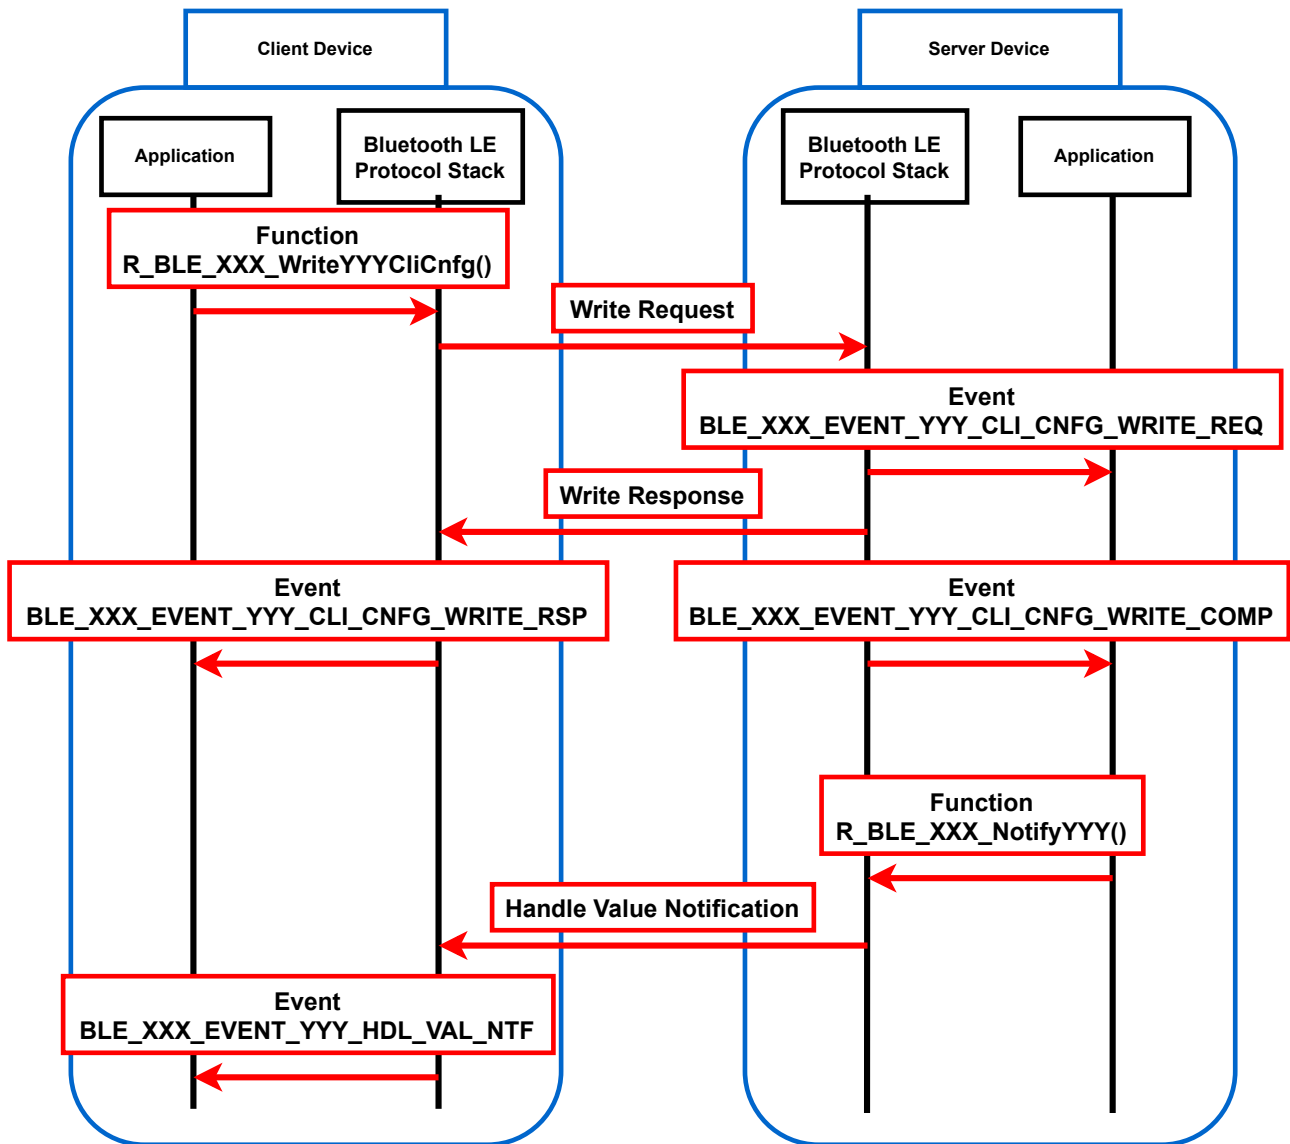 Client Device
Server Device
Application
Bluetooth LE
Protocol Stack
Bluetooth LE
Protocol Stack
Application
Function
R_BLE_XXX_WriteYYYCliCnfg()
Write Request
Event
BLE_XXX_EVENT_YYY_CLI_CNFG_WRITE_REQ
Write Response
Event
BLE_XXX_EVENT_YYY_CLI_CNFG_WRITE_RSP
Event
BLE_XXX_EVENT_YYY_CLI_CNFG_WRITE_COMP
Function
R_BLE_XXX_NotifyYYY()
Handle Value Notification
Event
BLE_XXX_EVENT_YYY_HDL_VAL_NTF